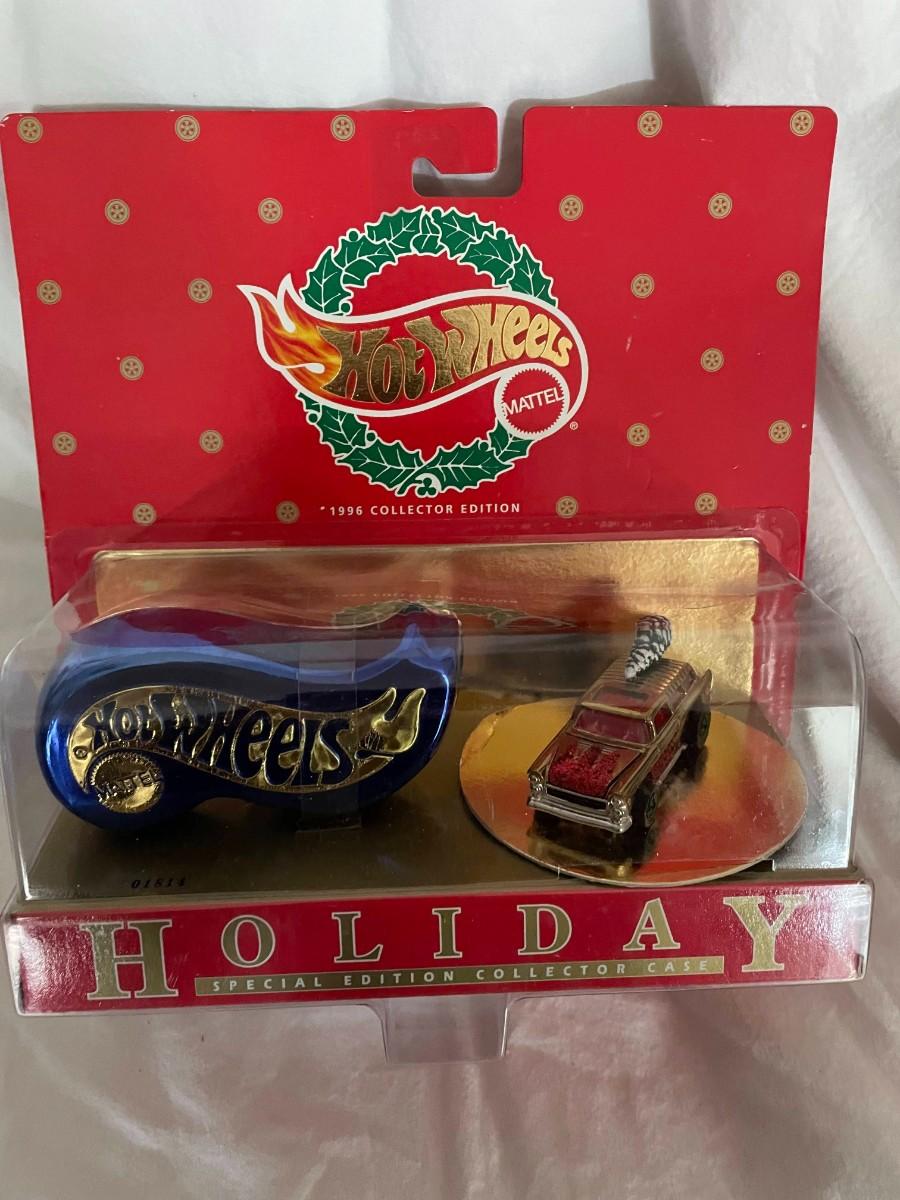 HOT WHEELS
MATTEL
®
1996 COLLECTOR EDITION
HOT WHEELS
MATTEL
01814
HOLIDAY
SPECIAL EDITION COLLECTOR CASE